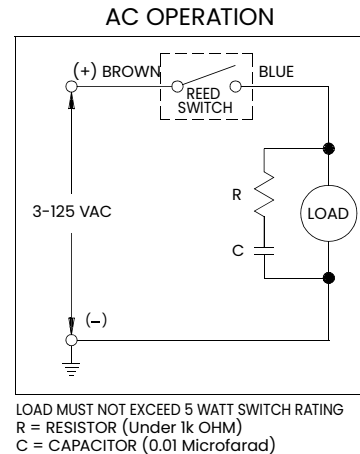 AC OPERATION
(+) BROWN
BLUE
REED
SWITCH
R
LOAD
3-125 VAC
C
(–)
LOAD MUST NOT EXCEED 5 WATT SWITCH RATING
R = RESISTOR (Under 1k OHM)
C = CAPACITOR (0.01 Microfarad)